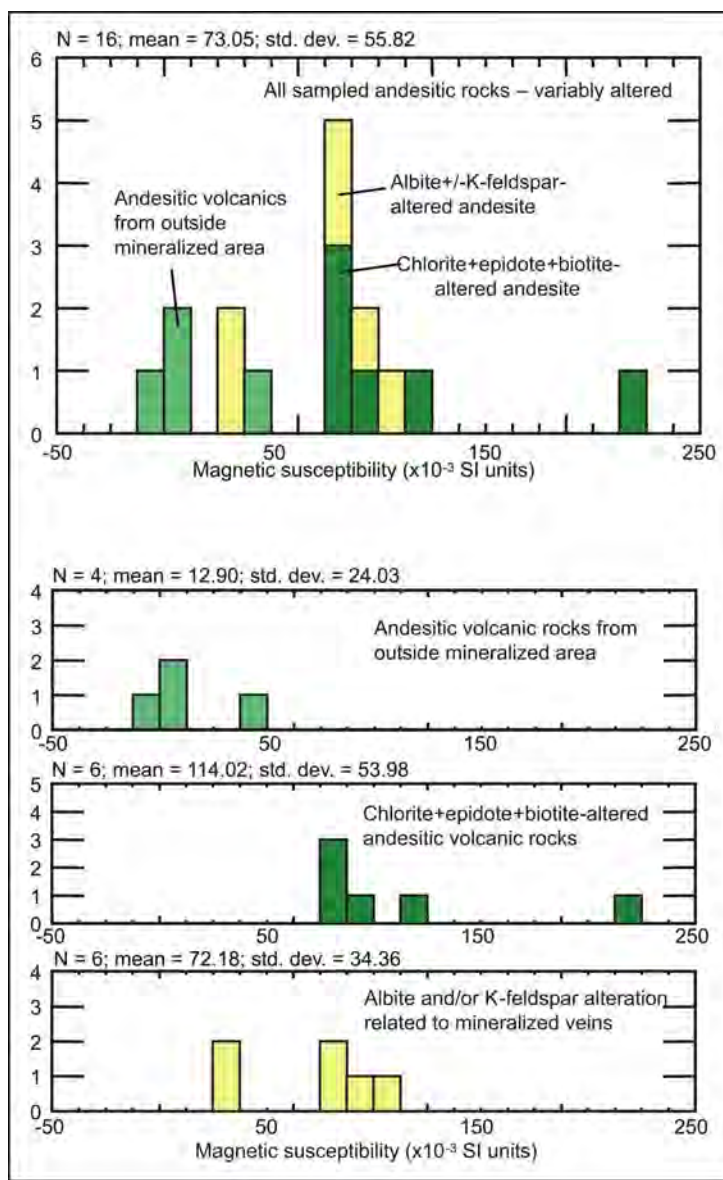 N = 16; mean = 73.05; std. dev. = 55.82
6
All sampled andesitic rocks – variably altered
5
Albite+/-K-feldspar-
altered andesite
Andesitic volcanics
from outside
mineralized area
4
3
Chlorite+epidote+biotite-
altered andesite
2
1
0
-50 50 150 250
Magnetic susceptibility (x10⁻³ SI units)
N = 4; mean = 12.90; std. dev. = 24.03
4
3
Andesitic volcanic rocks from
outside mineralized area
2
1
0
-50 50 150 250
N = 6; mean = 114.02; std. dev. = 53.98
5
4
Chlorite+epidote+biotite-altered
andesitic volcanic rocks
3
2
1
0
-50 50 150 250
N = 6; mean = 72.18; std. dev. = 34.36
4
3
Albite and/or K-feldspar alteration
related to mineralized veins
2
1
0
-50 50 150 250
Magnetic susceptibility (x10⁻³ SI units)